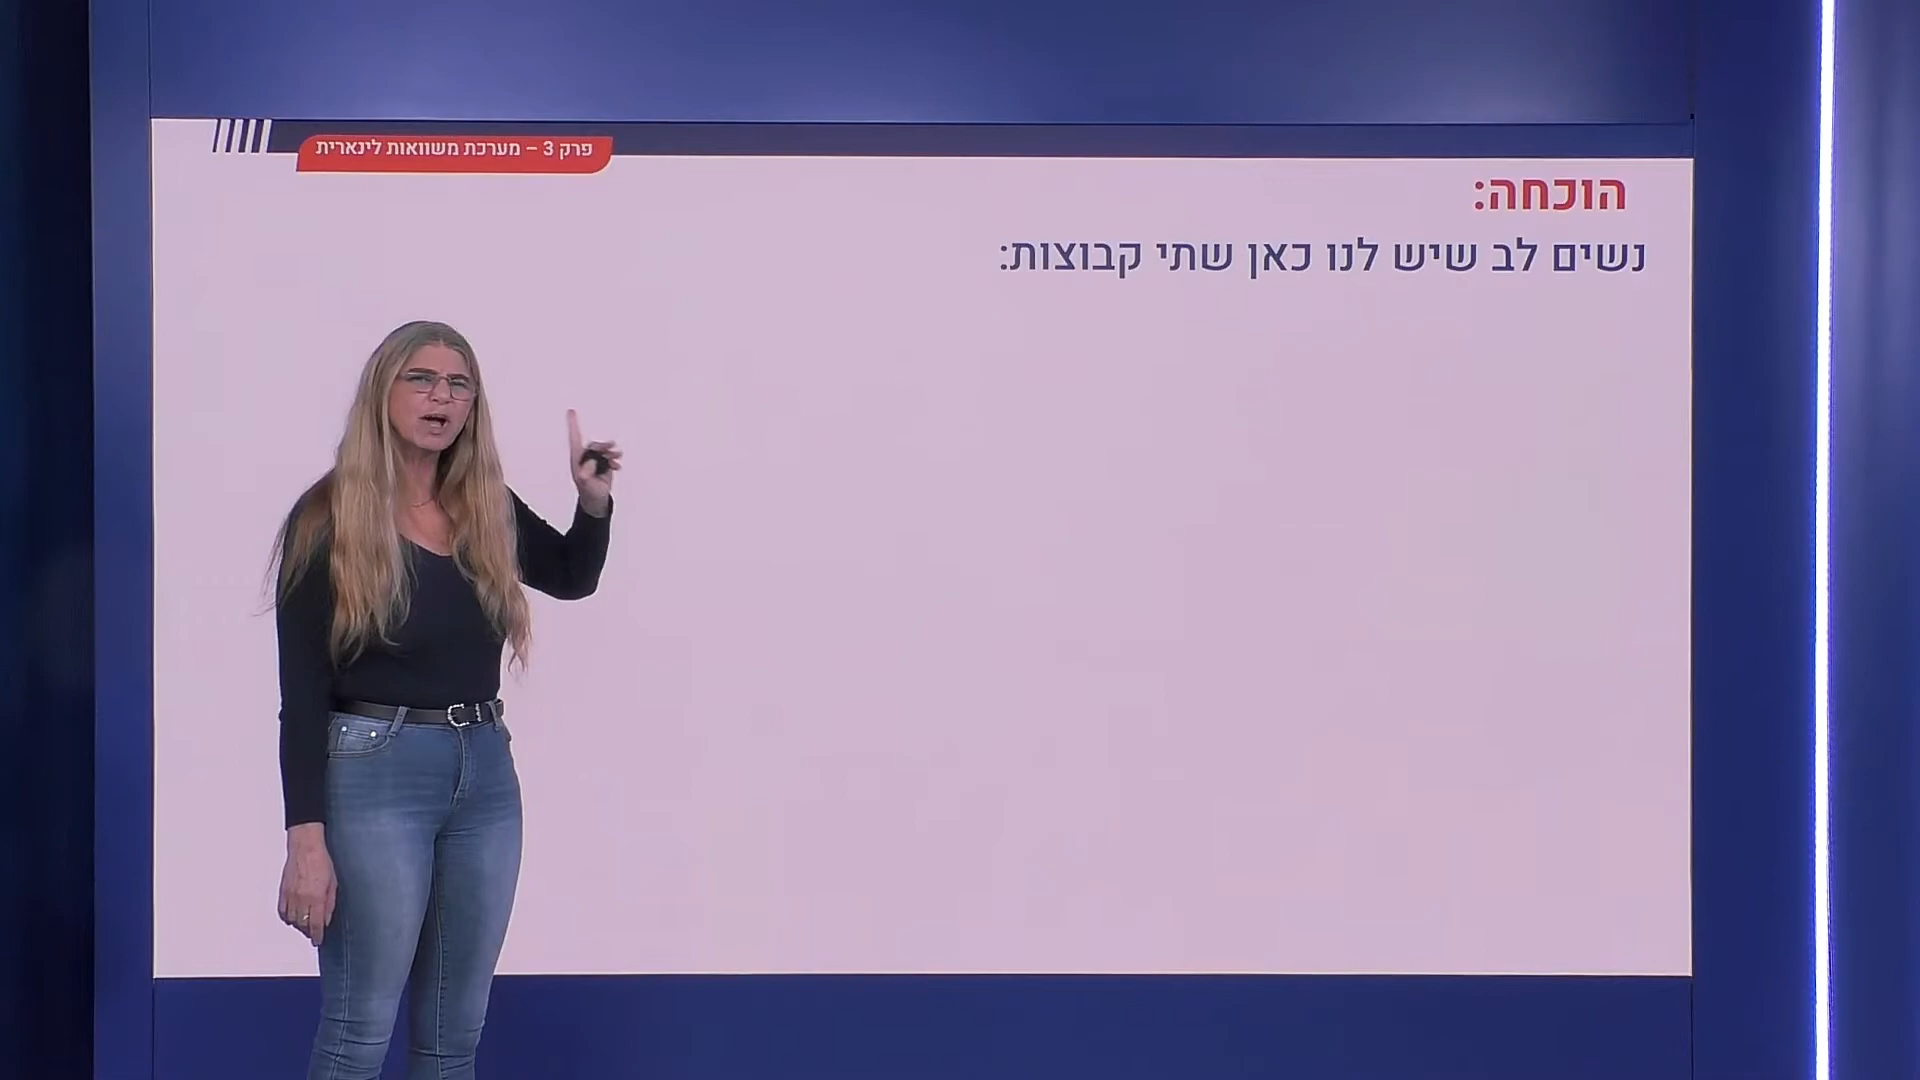 פרק 3 – מערכת משוואות לינארית
הוכחה:
נשים לב שיש לנו כאן שתי קבוצות: